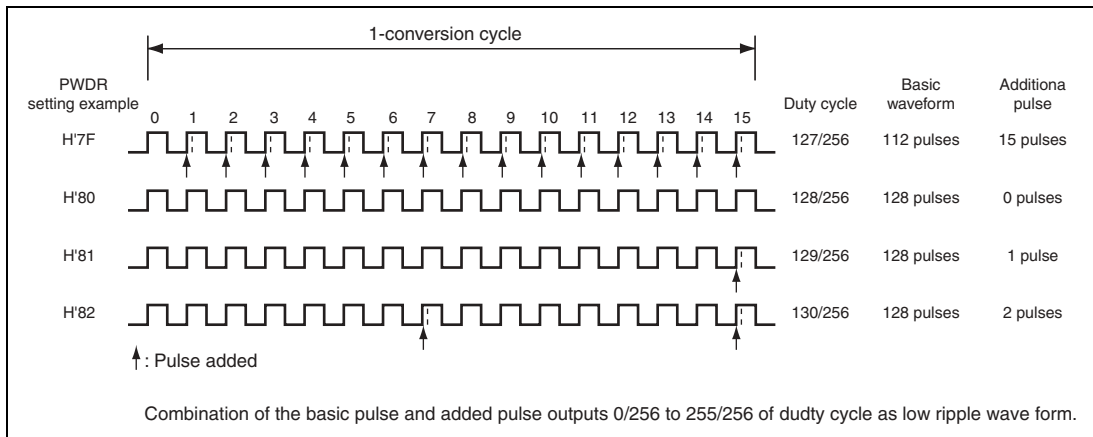 1-conversion cycle
PWDR
setting example
Duty cycle
Basic
waveform
Additiona
pulse
0 1 2 3 4 5 6 7 8 9 10 11 12 13 14 15
H'7F 127/256 112 pulses 15 pulses
H'80 128/256 128 pulses 0 pulses
H'81 129/256 128 pulses 1 pulse
H'82 130/256 128 pulses 2 pulses
: Pulse added
Combination of the basic pulse and added pulse outputs 0/256 to 255/256 of dudty cycle as low ripple wave form.